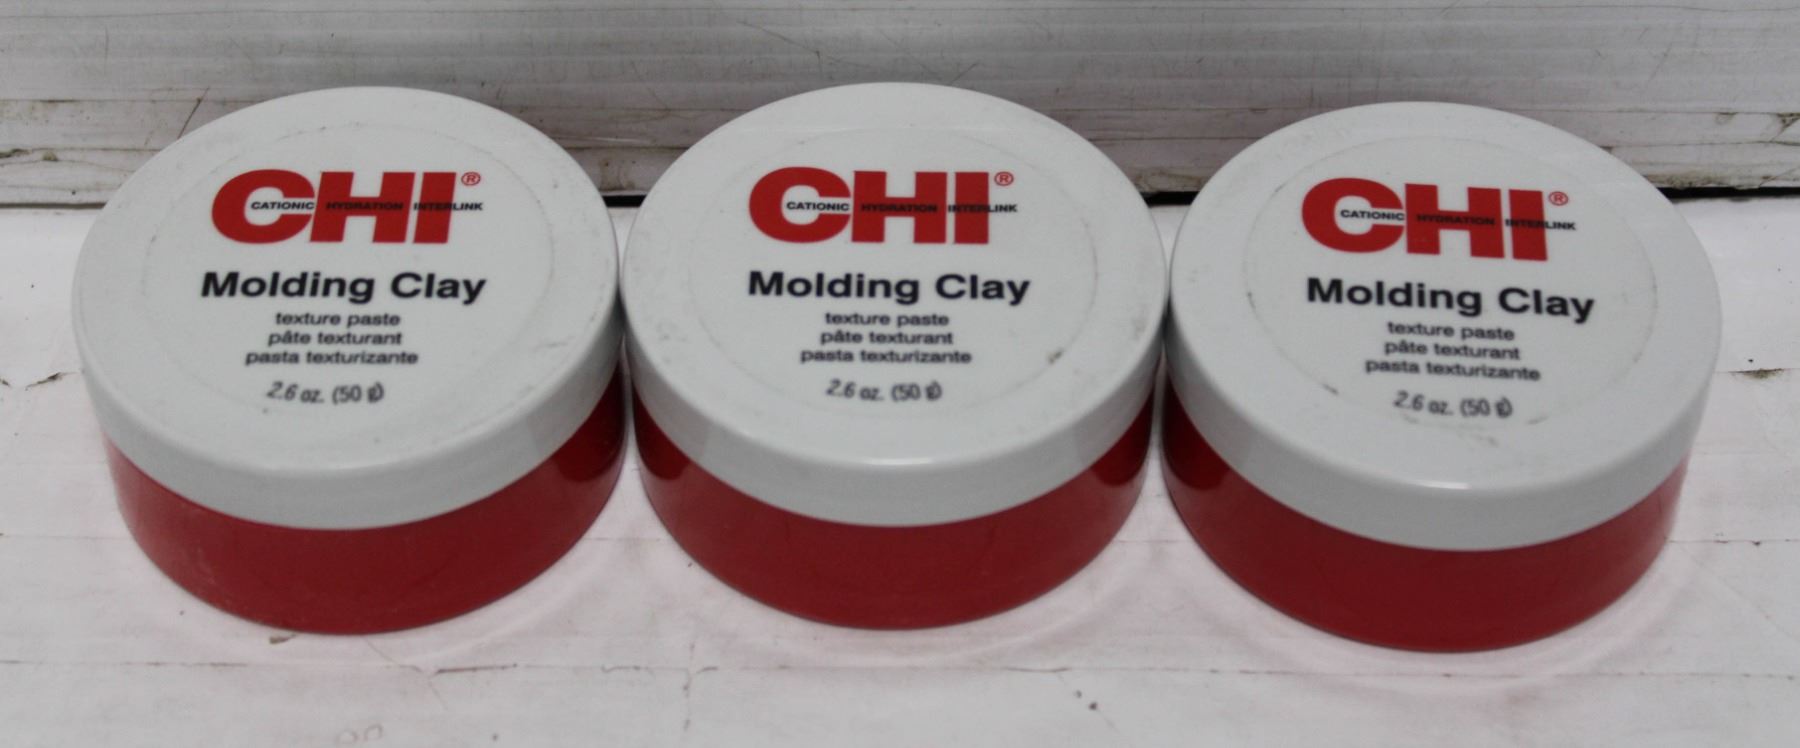 CHI®
CATIONIC HYDRATION INTERLINK
Molding Clay
texture paste
pâte texturant
pasta texturizante
2.6 oz. (50 g)
CHI®
CATIONIC HYDRATION INTERLINK
Molding Clay
texture paste
pâte texturant
pasta texturizante
2.6 oz. (50 g)
CHI®
CATIONIC HYDRATION INTERLINK
Molding Clay
texture paste
pâte texturant
pasta texturizante
2.6 oz. (50 g)